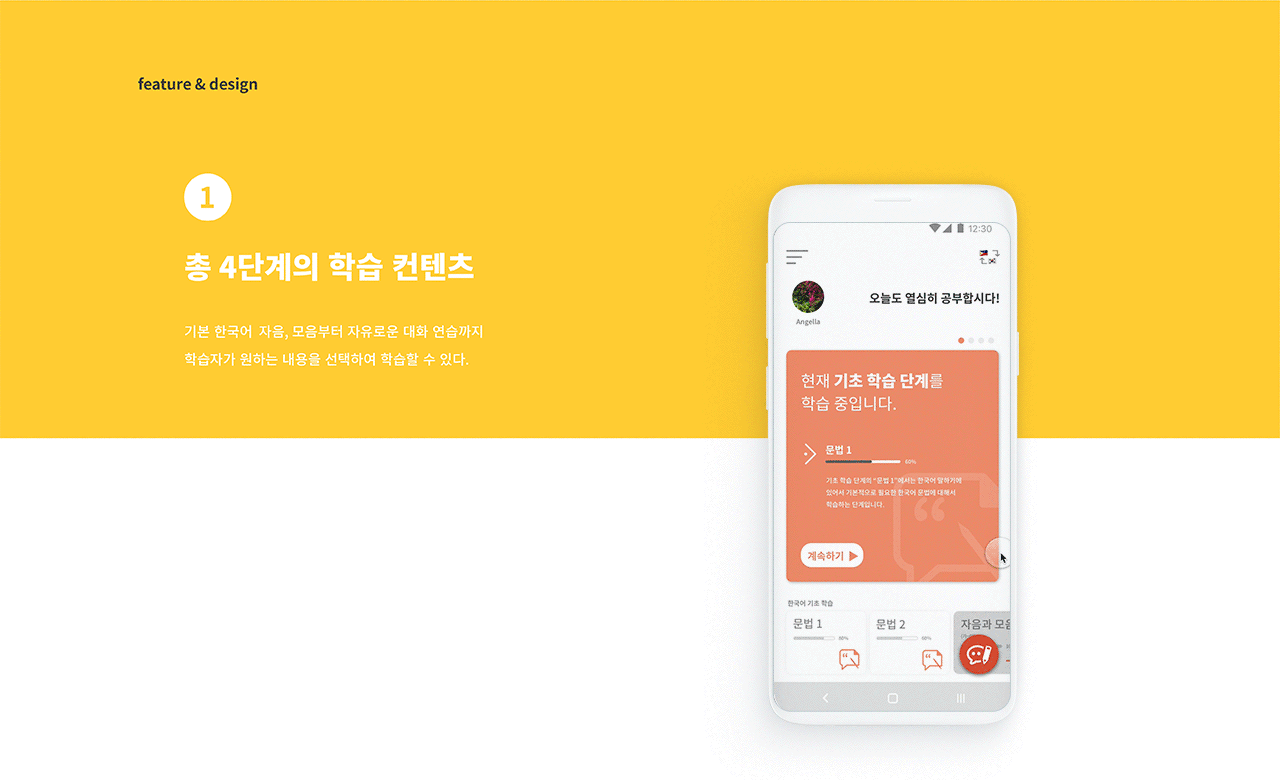 feature & design
1
총 4단계의 학습 컨텐츠
기본 한국어 자음, 모음부터 자유로운 대화 연습까지
학습자가 원하는 내용을 선택하여 학습할 수 있다.
12:30
오늘도 열심히 공부합시다!
Angella
현재 기초 학습 단계를
학습 중입니다.
문법 1
60%
기초 학습 단계의 "문법 1"에서는 한국어 말하기에
있어서 기본적으로 필요한 한국어 문법에 대해서
학습하는 단계입니다.
계속하기
한국어 기초 학습
문법 1
문법 2
자음과